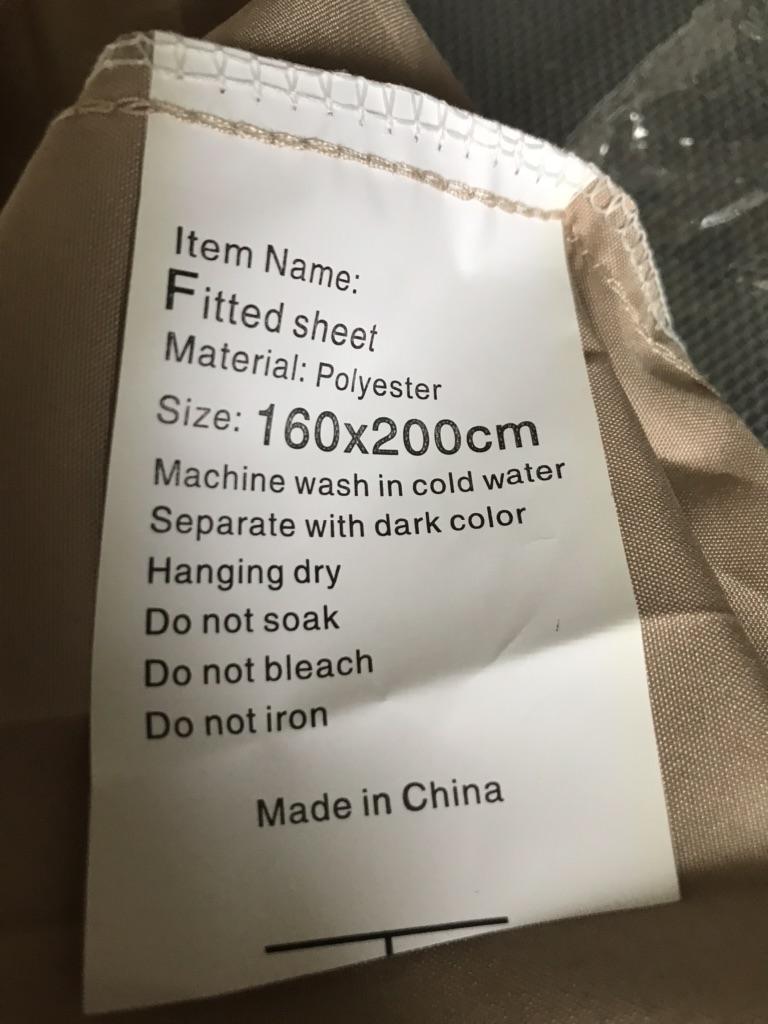 Item Name:
Fitted sheet
Material: Polyester
Size: 160x200cm
Machine wash in cold water
Separate with dark color
Hanging dry
Do not soak
Do not bleach
Do not iron
Made in China